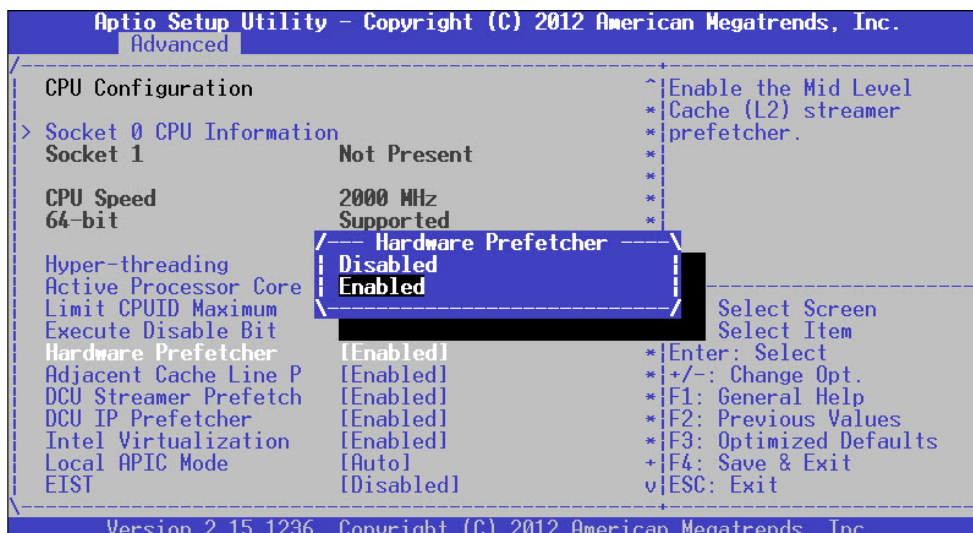 Aptio Setup Utility – Copyright (C) 2012 American Megatrends, Inc.
Advanced
CPU Configuration
> Socket 0 CPU Information
Socket 1 Not Present
CPU Speed 2000 MHz
64-bit Supported
Hyper-threading
Active Processor Core
Limit CPUID Maximum
Execute Disable Bit
Hardware Prefetcher [Enabled]
Adjacent Cache Line P [Enabled]
DCU Streamer Prefetch [Enabled]
DCU IP Prefetcher [Enabled]
Intel Virtualization [Enabled]
Local APIC Mode [Auto]
EIST [Disabled]
Hardware Prefetcher
Disabled
Enabled
Enable the Mid Level
Cache (L2) streamer
prefetcher.
Select Screen
Select Item
Enter: Select
+/-: Change Opt.
F1: General Help
F2: Previous Values
F3: Optimized Defaults
F4: Save & Exit
ESC: Exit
Version 2.15.1236. Copyright (C) 2012 American Megatrends, Inc.